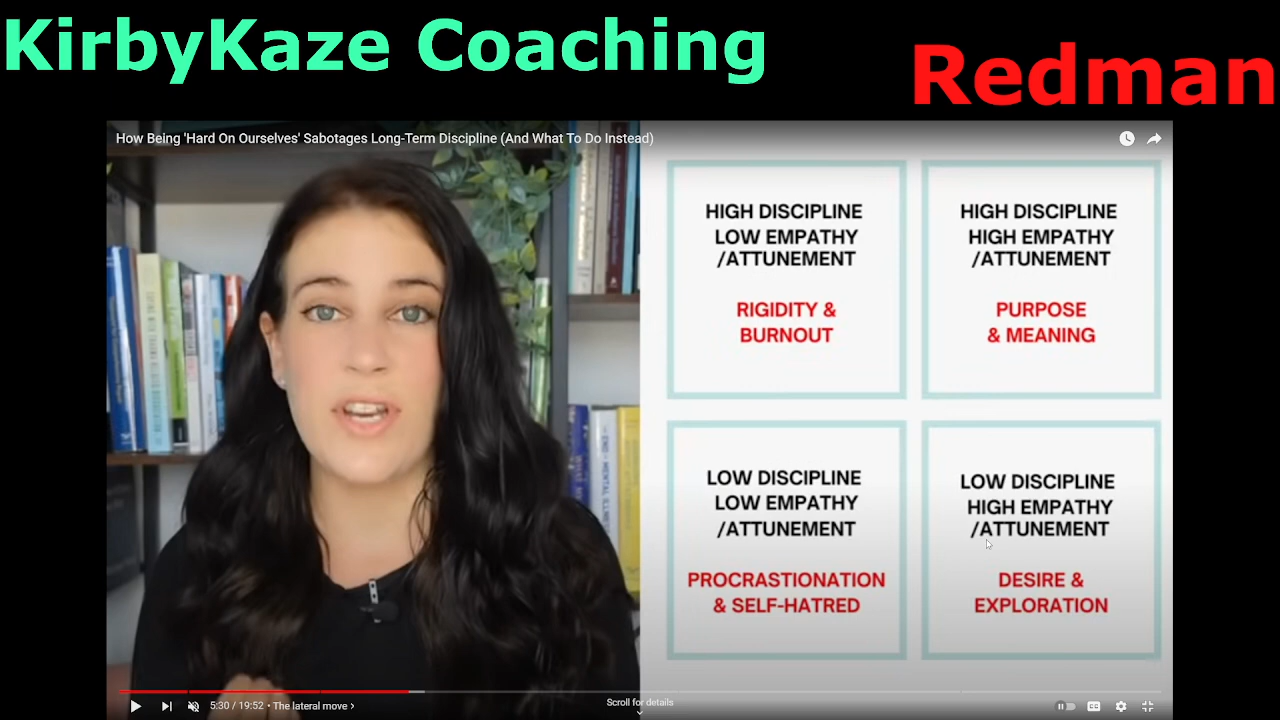 KirbyKaze Coaching
Redman
How Being 'Hard On Ourselves' Sabotages Long-Term Discipline (And What To Do Instead)
HIGH DISCIPLINE
LOW EMPATHY
/ATTUNEMENT
RIGIDITY &
BURNOUT
HIGH DISCIPLINE
HIGH EMPATHY
/ATTUNEMENT
PURPOSE
& MEANING
LOW DISCIPLINE
LOW EMPATHY
/ATTUNEMENT
PROCRASTIONATION
& SELF-HATRED
LOW DISCIPLINE
HIGH EMPATHY
/ATTUNEMENT
DESIRE &
EXPLORATION
5:30 / 19:52 • The lateral move ›
Scroll for details
CC